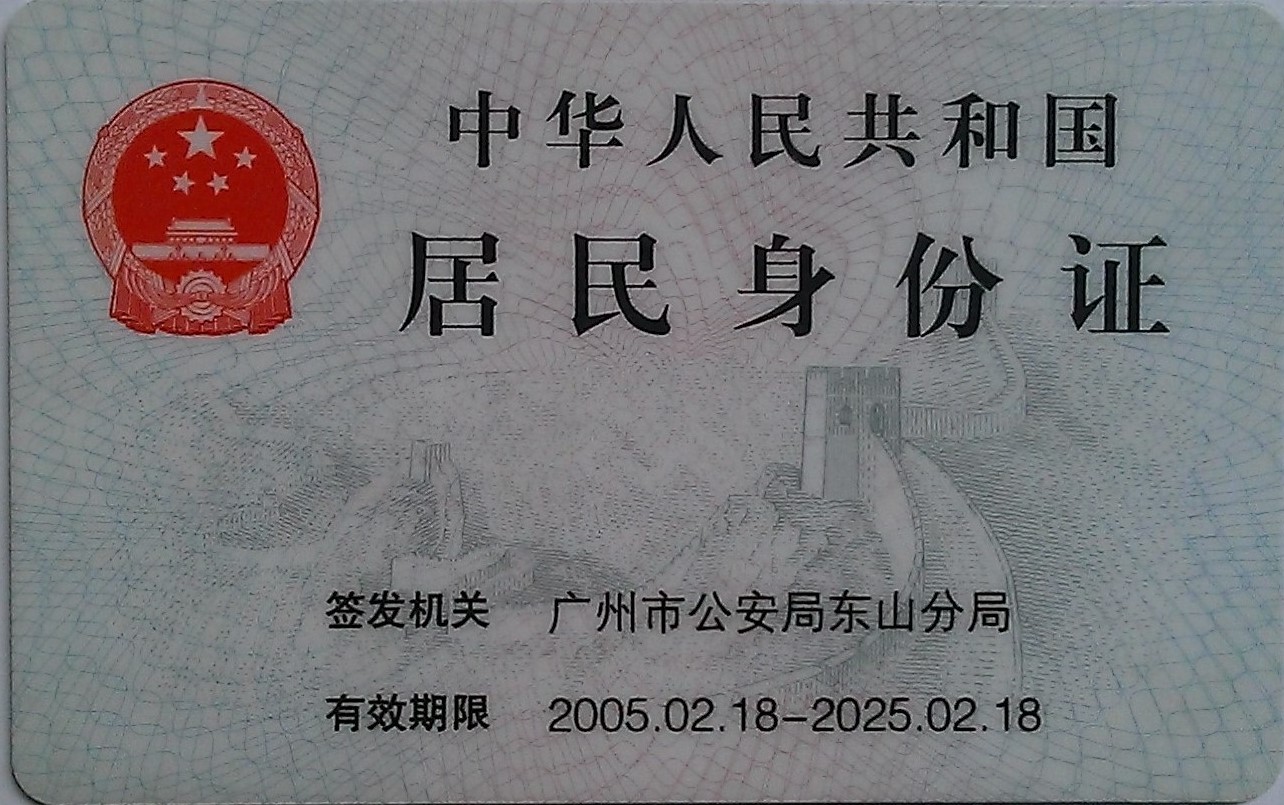 中华人民共和国
居民身份证
签发机关 广州市公安局东山分局
有效期限 2005.02.18-2025.02.18